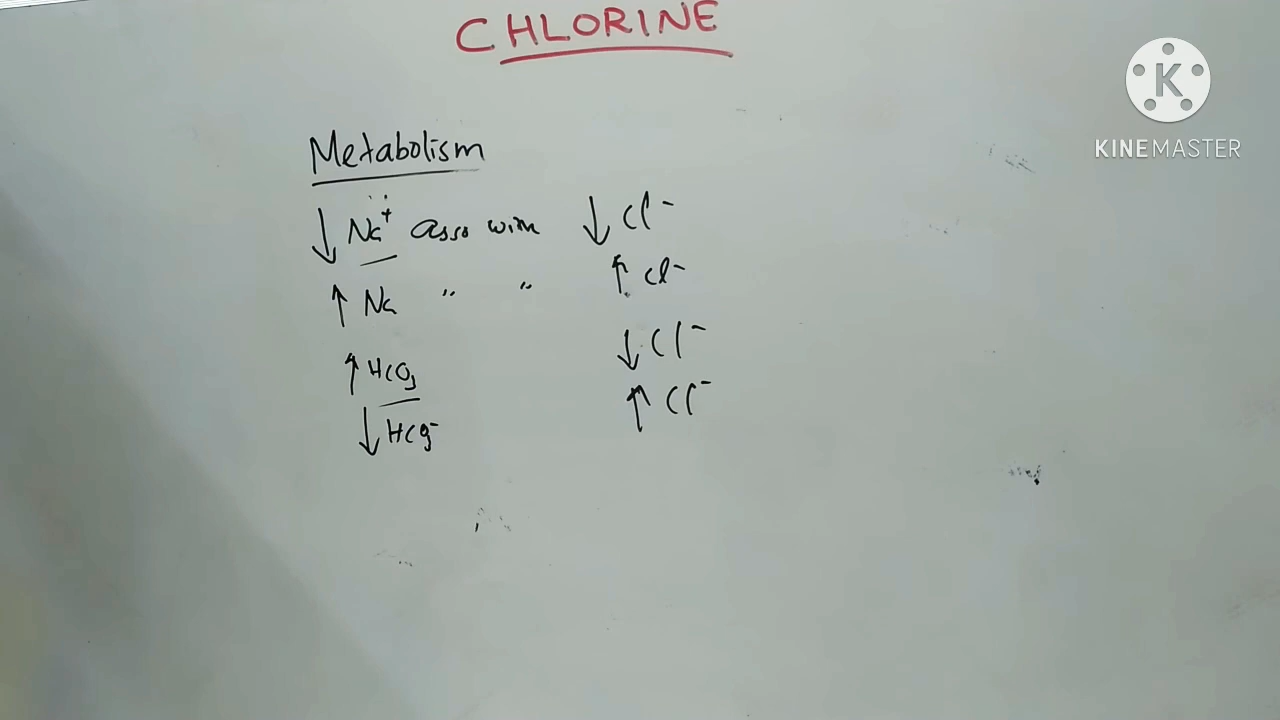 CHLORINE
K
KINEMASTER
Metabolism
↓ Na⁺ asso with ↓ Cl⁻
↑ Na " " ↑ Cl⁻
↑ HCO₃ ↓ Cl⁻
↓ HCO₃⁻ ↑ Cl⁻